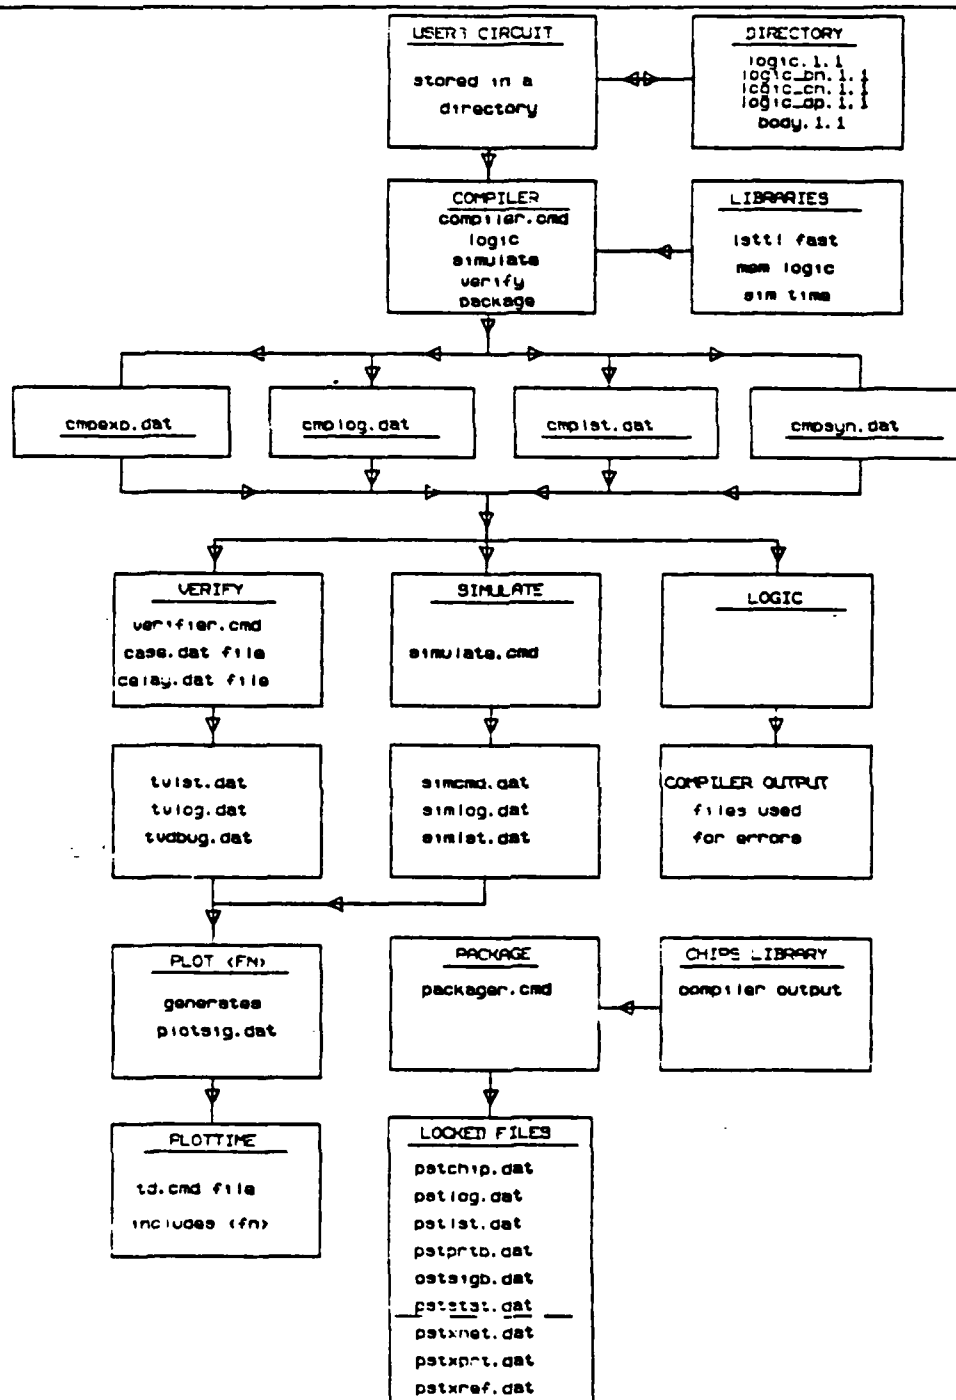 USERS CIRCUIT
stored in a
directory
DIRECTORY
logic.1.1
logic_bn.1.1
logic_cn.1.1
logic_dp.1.1
body.1.1
COMPILER
compiler.cmd
logic
simulate
verify
package
LIBRARIES
lsttl fast
mem logic
sim time
cmpexp.dat
cmplog.dat
cmplst.dat
cmpsyn.dat
VERIFY
verifier.cmd
case.dat file
delay.dat file
SIMULATE
simulate.cmd
LOGIC
tvlst.dat
tvlog.dat
tvdbug.dat
simcmd.dat
simlog.dat
simlst.dat
COMPILER OUTPUT
files used
for errors
PLOT (FN)
generates
plotsig.dat
PACKAGE
packager.cmd
CHIPS LIBRARY
compiler output
PLOTTIME
td.cmd file
includes (fn)
LOCKED FILES
pstchip.dat
pstlog.dat
pstlst.dat
pstprtb.dat
pstsigb.dat
pststat.dat
pstxnet.dat
pstxprt.dat
pstxref.dat